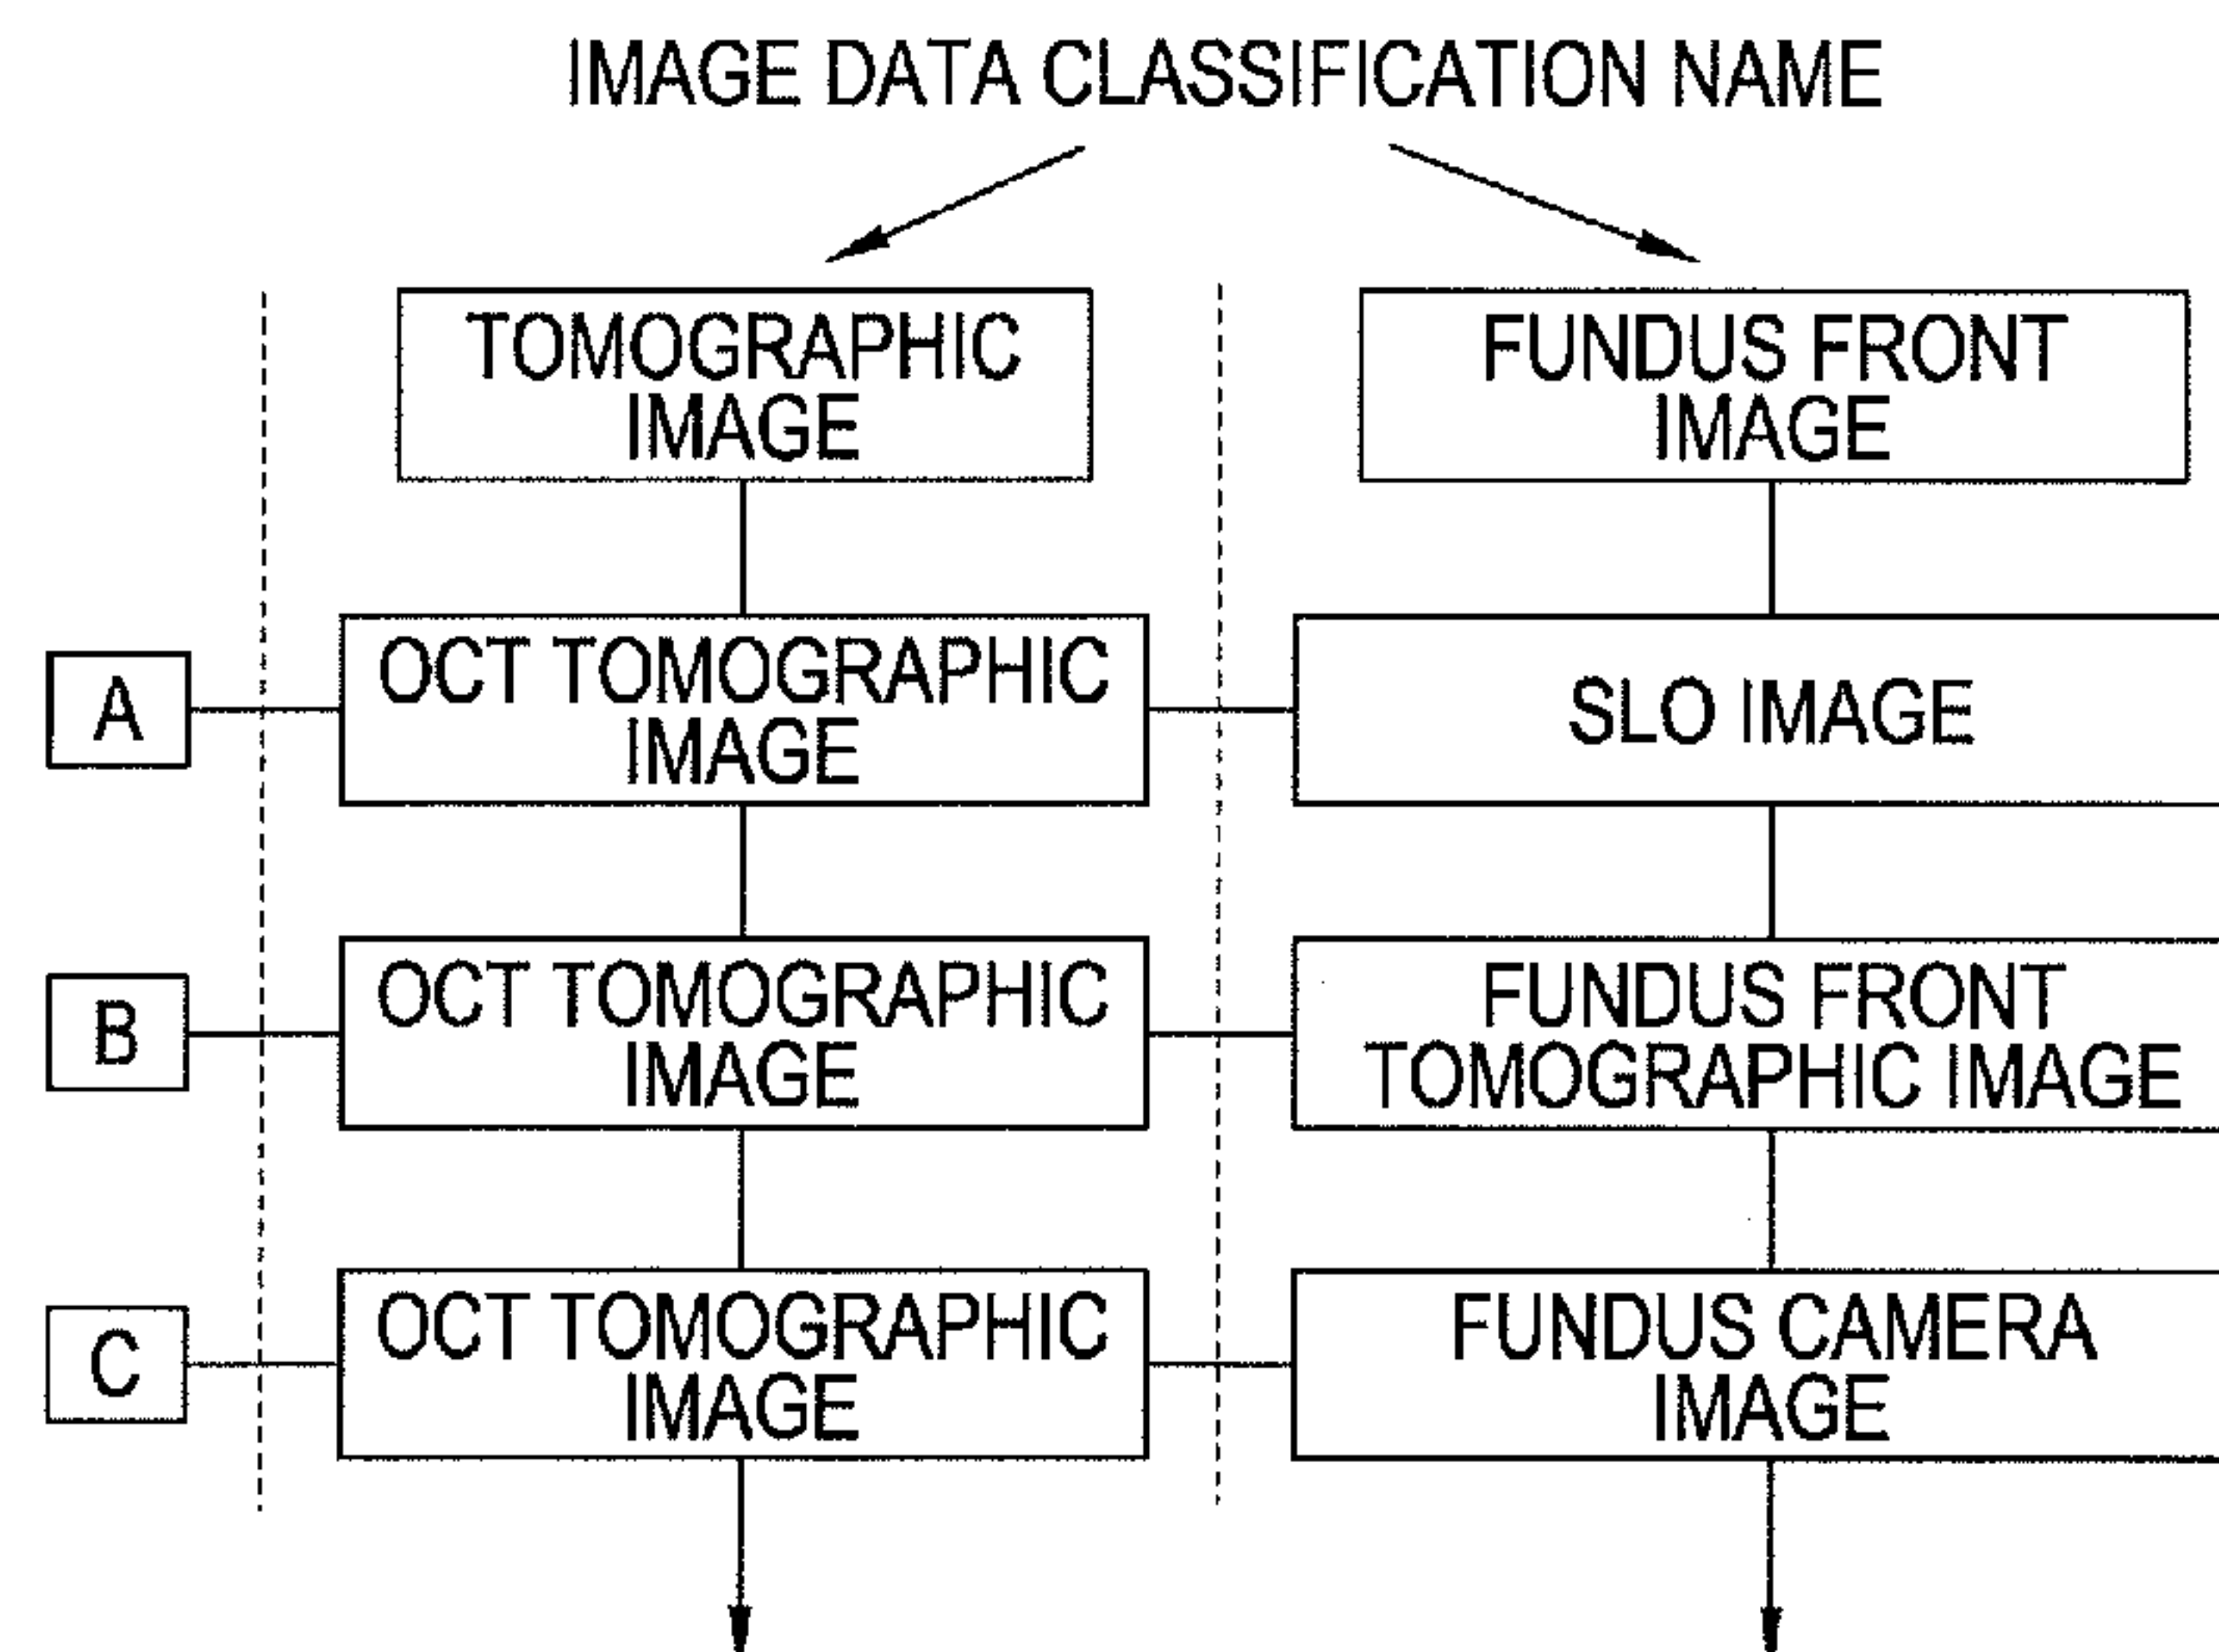 IMAGE DATA CLASSIFICATION NAME
TOMOGRAPHIC
IMAGE
FUNDUS FRONT
IMAGE
A
OCT TOMOGRAPHIC
IMAGE
SLO IMAGE
B
OCT TOMOGRAPHIC
IMAGE
FUNDUS FRONT
TOMOGRAPHIC IMAGE
C
OCT TOMOGRAPHIC
IMAGE
FUNDUS CAMERA
IMAGE